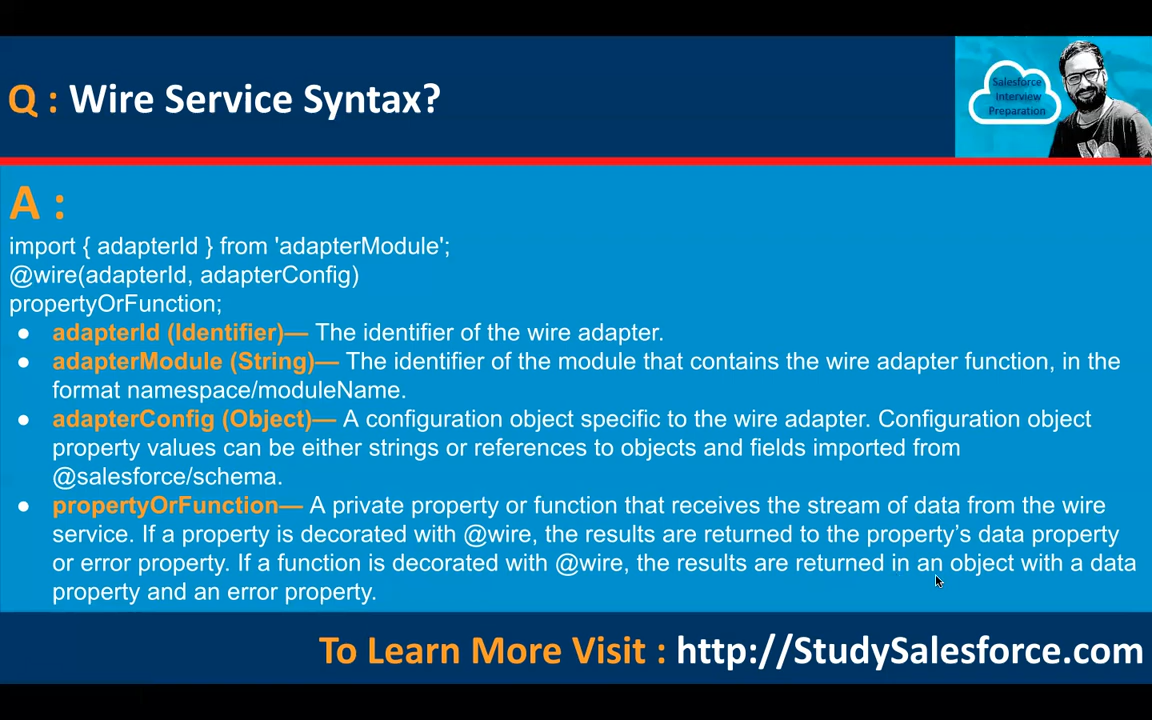 Q : Wire Service Syntax?
Salesforce
Interview
Preparation
A :
import { adapterId } from 'adapterModule';
@wire(adapterId, adapterConfig)
propertyOrFunction;
● adapterId (Identifier)— The identifier of the wire adapter.
● adapterModule (String)— The identifier of the module that contains the wire adapter function, in the
format namespace/moduleName.
● adapterConfig (Object)— A configuration object specific to the wire adapter. Configuration object
property values can be either strings or references to objects and fields imported from
@salesforce/schema.
● propertyOrFunction— A private property or function that receives the stream of data from the wire
service. If a property is decorated with @wire, the results are returned to the property’s data property
or error property. If a function is decorated with @wire, the results are returned in an object with a data
property and an error property.
To Learn More Visit : http://StudySalesforce.com